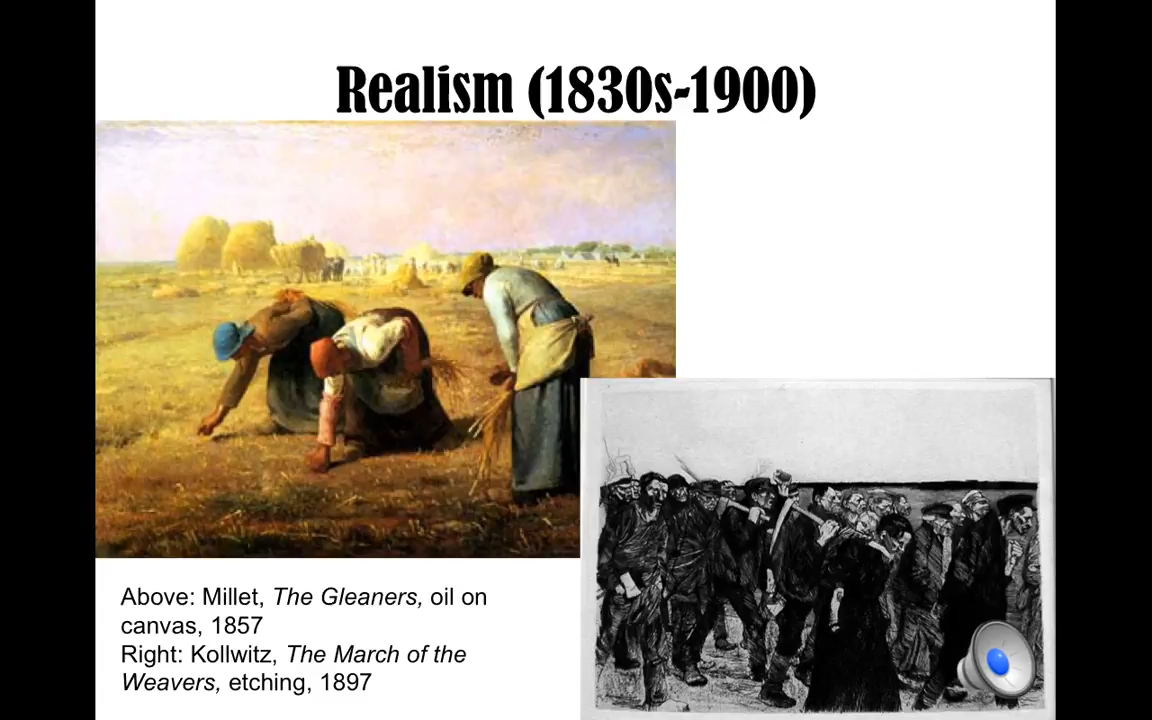 Realism (1830s-1900)
Above: Millet, The Gleaners, oil on
canvas, 1857
Right: Kollwitz, The March of the
Weavers, etching, 1897